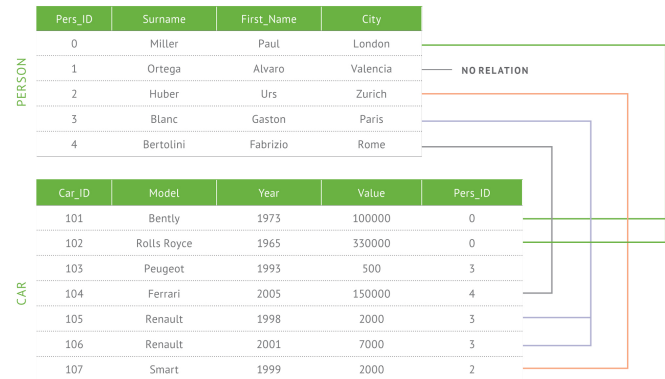 Pers_ID Surname First_Name City
0 Miller Paul London
1 Ortega Alvaro Valencia NO RELATION
2 Huber Urs Zurich
3 Blanc Gaston Paris
4 Bertolini Fabrizio Rome
PERSON
Car_ID Model Year Value Pers_ID
101 Bently 1973 100000 0
102 Rolls Royce 1965 330000 0
103 Peugeot 1993 500 3
104 Ferrari 2005 150000 4
105 Renault 1998 2000 3
106 Renault 2001 7000 3
107 Smart 1999 2000 2
CAR